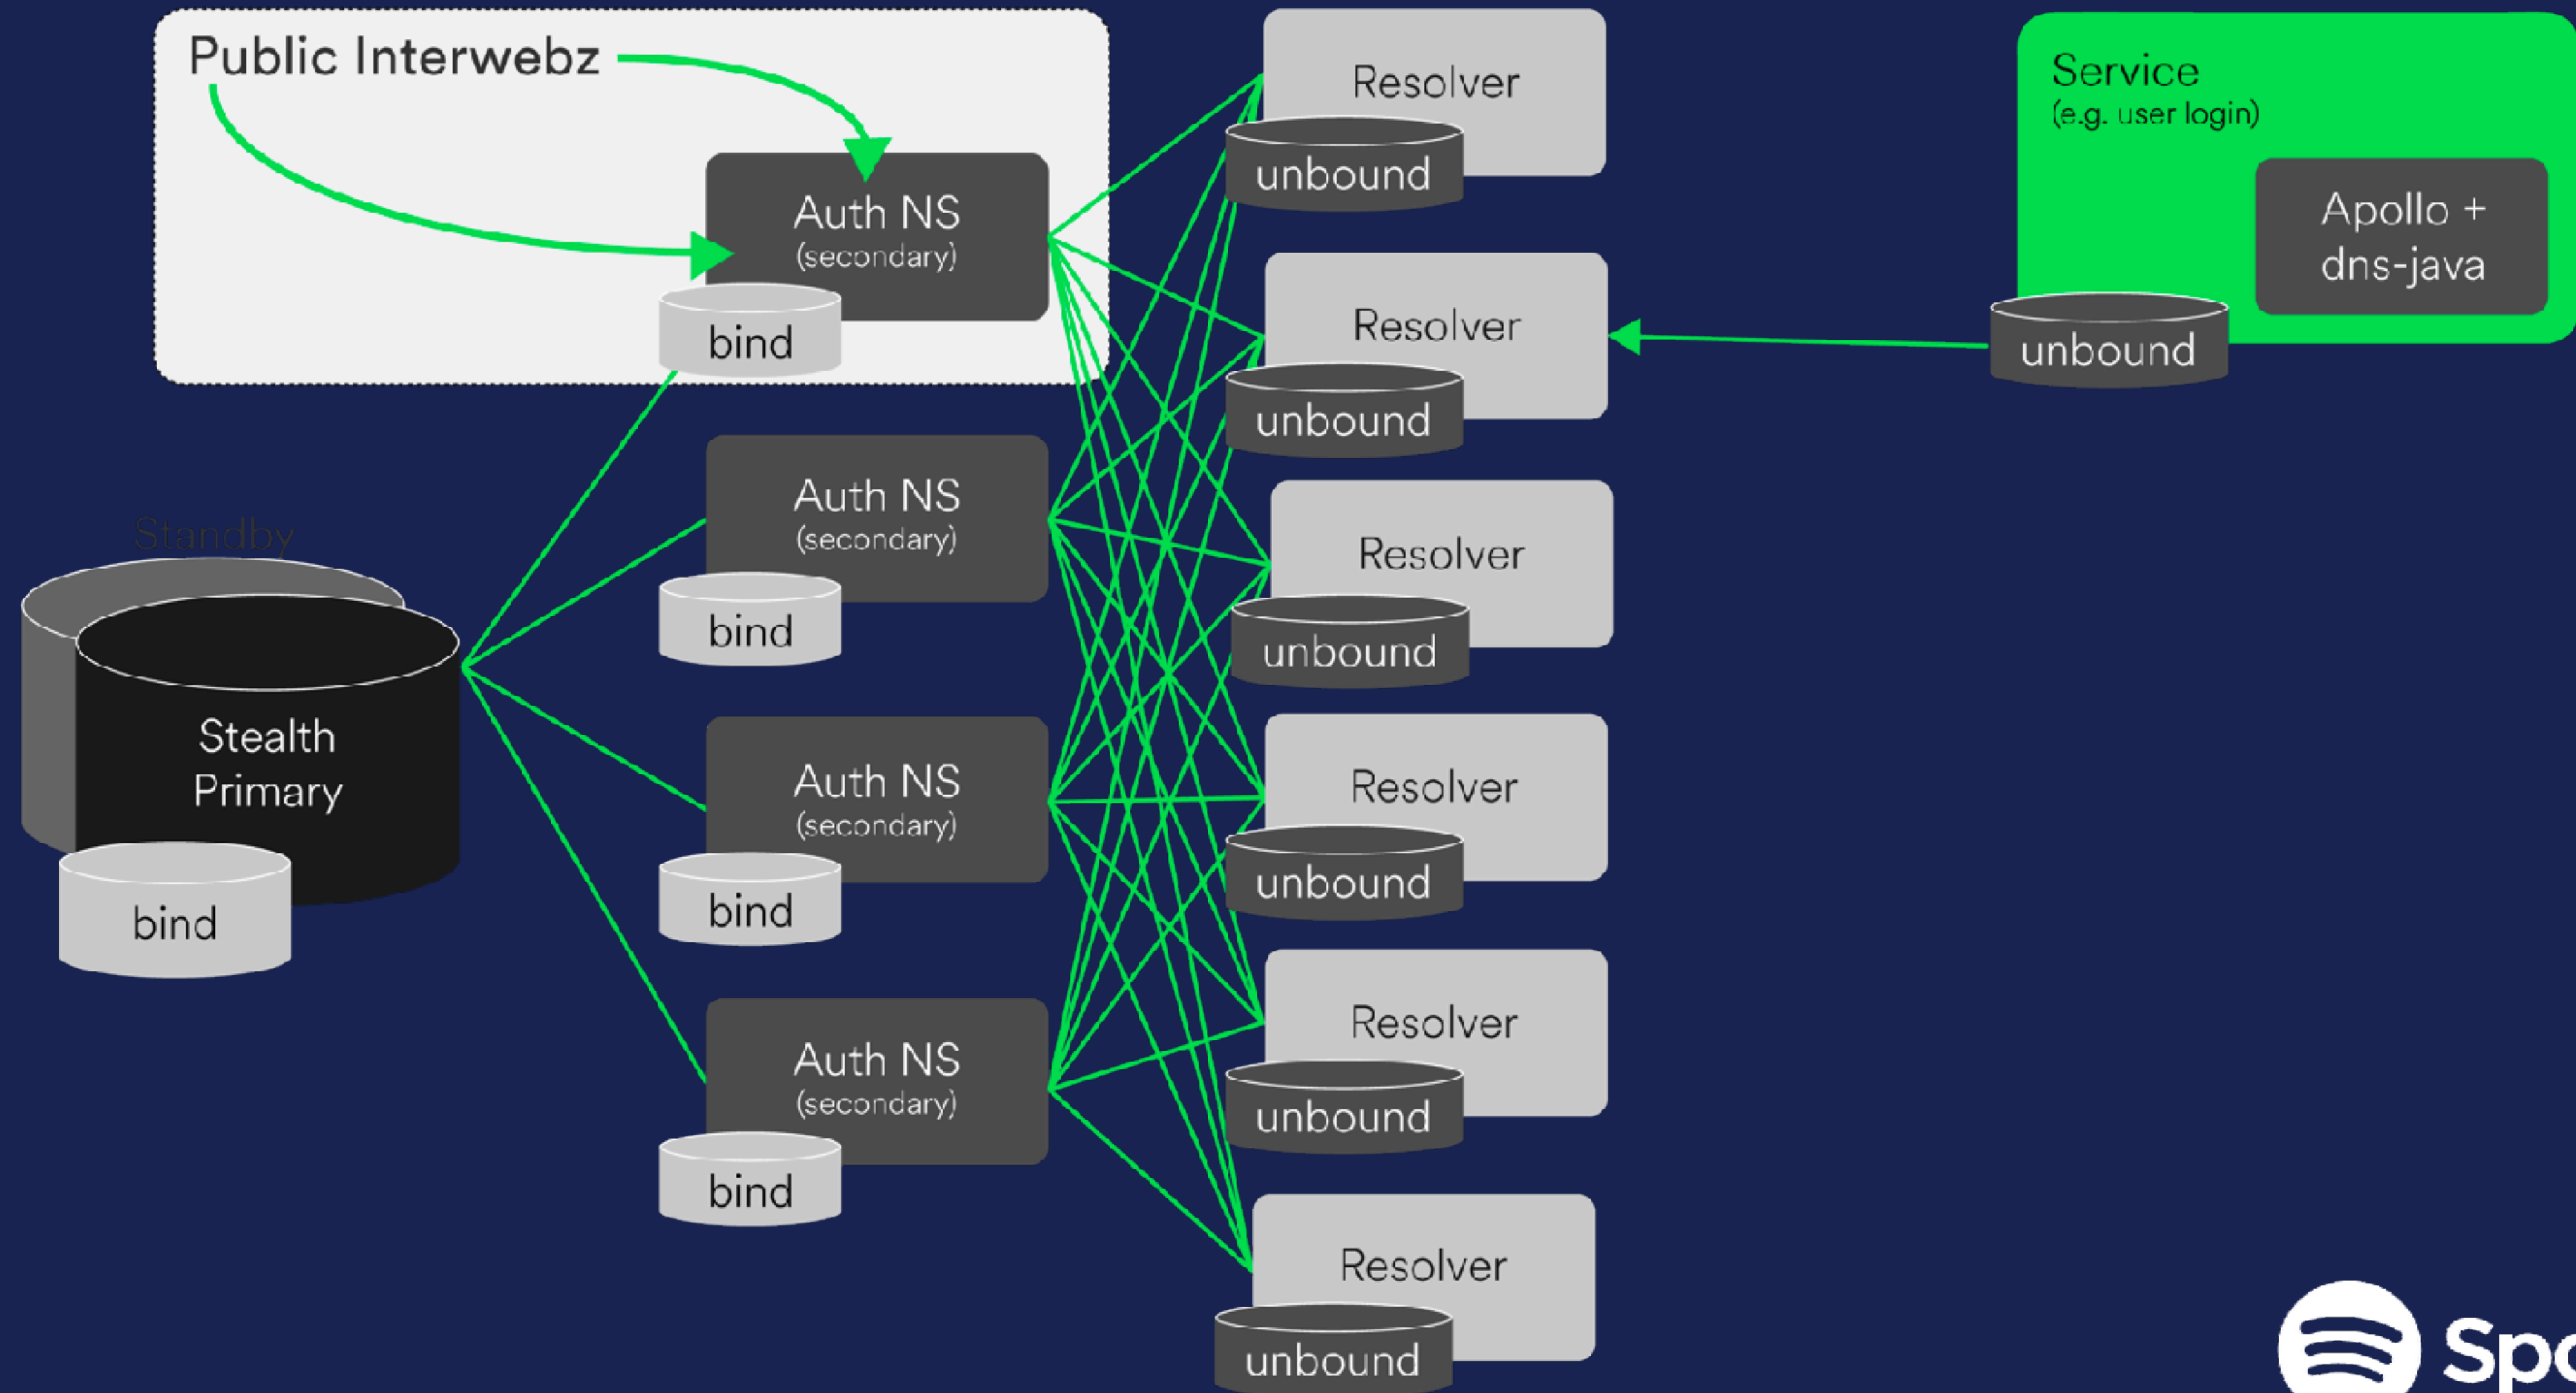 Public Interwebz
Auth NS
(secondary)
bind
Auth NS
(secondary)
bind
Auth NS
(secondary)
bind
Auth NS
(secondary)
bind
Standby
Stealth
Primary
bind
Resolver
unbound
Resolver
unbound
Resolver
unbound
Resolver
unbound
Resolver
unbound
Resolver
unbound
Service
(e.g. user login)
Apollo +
dns-java
unbound